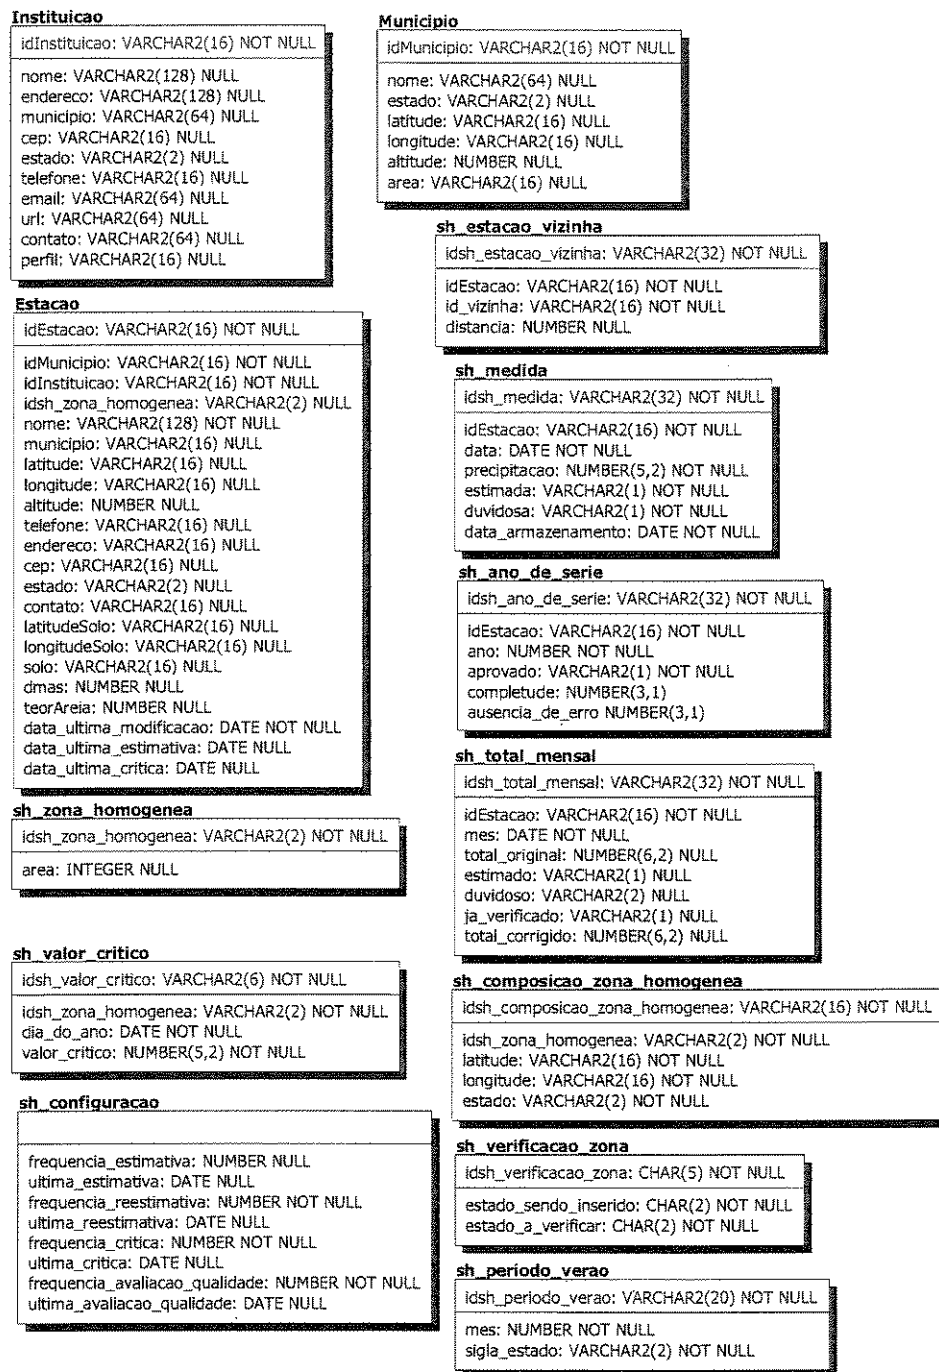 Instituicao
idInstituicao: VARCHAR2(16) NOT NULL
nome: VARCHAR2(128) NULL
endereco: VARCHAR2(128) NULL
municipio: VARCHAR2(64) NULL
cep: VARCHAR2(16) NULL
estado: VARCHAR2(2) NULL
telefone: VARCHAR2(16) NULL
email: VARCHAR2(64) NULL
url: VARCHAR2(64) NULL
contato: VARCHAR2(64) NULL
perfil: VARCHAR2(16) NULL
Municipio
idMunicipio: VARCHAR2(16) NOT NULL
nome: VARCHAR2(64) NULL
estado: VARCHAR2(2) NULL
latitude: VARCHAR2(16) NULL
longitude: VARCHAR2(16) NULL
altitude: NUMBER NULL
area: VARCHAR2(16) NULL
Estacao
idEstacao: VARCHAR2(16) NOT NULL
idMunicipio: VARCHAR2(16) NOT NULL
idInstituicao: VARCHAR2(16) NOT NULL
idsh_zona_homogenea: VARCHAR2(2) NULL
nome: VARCHAR2(128) NOT NULL
municipio: VARCHAR2(16) NULL
latitude: VARCHAR2(16) NULL
longitude: VARCHAR2(16) NULL
altitude: NUMBER NULL
telefone: VARCHAR2(16) NULL
endereco: VARCHAR2(16) NULL
cep: VARCHAR2(16) NULL
estado: VARCHAR2(2) NULL
contato: VARCHAR2(16) NULL
latitudeSolo: VARCHAR2(16) NULL
longitudeSolo: VARCHAR2(16) NULL
solo: VARCHAR2(16) NULL
dmas: NUMBER NULL
teorAreia: NUMBER NULL
data_ultima_modificacao: DATE NOT NULL
data_ultima_estimativa: DATE NULL
data_ultima_critica: DATE NULL
sh_zona_homogenea
idsh_zona_homogenea: VARCHAR2(2) NOT NULL
area: INTEGER NULL
sh_valor_critico
idsh_valor_critico: VARCHAR2(6) NOT NULL
idsh_zona_homogenea: VARCHAR2(2) NOT NULL
dia_do_ano: DATE NOT NULL
valor_critico: NUMBER(5,2) NOT NULL
sh_configuracao
frequencia_estimativa: NUMBER NULL
ultima_estimativa: DATE NULL
frequencia_reestimativa: NUMBER NOT NULL
ultima_reestimativa: DATE NULL
frequencia_critica: NUMBER NOT NULL
ultima_critica: DATE NULL
frequencia_avaliacao_qualidade: NUMBER NOT NULL
ultima_avaliacao_qualidade: DATE NULL
sh_estacao_vizinha
idsh_estacao_vizinha: VARCHAR2(32) NOT NULL
idEstacao: VARCHAR2(16) NOT NULL
id_vizinha: VARCHAR2(16) NOT NULL
distancia: NUMBER NULL
sh_medida
idsh_medida: VARCHAR2(32) NOT NULL
idEstacao: VARCHAR2(16) NOT NULL
data: DATE NOT NULL
precipitacao: NUMBER(5,2) NOT NULL
estimada: VARCHAR2(1) NOT NULL
duvidosa: VARCHAR2(1) NOT NULL
data_armazenamento: DATE NOT NULL
sh_ano_de_serie
idsh_ano_de_serie: VARCHAR2(32) NOT NULL
idEstacao: VARCHAR2(16) NOT NULL
ano: NUMBER NOT NULL
aprovado: VARCHAR2(1) NOT NULL
completude: NUMBER(3,1)
ausencia_de_erro NUMBER(3,1)
sh_total_mensal
idsh_total_mensal: VARCHAR2(32) NOT NULL
idEstacao: VARCHAR2(16) NOT NULL
mes: DATE NOT NULL
total_original: NUMBER(6,2) NULL
estimado: VARCHAR2(1) NULL
duvidoso: VARCHAR2(2) NULL
ja_verificado: VARCHAR2(1) NULL
total_corrigido: NUMBER(6,2) NULL
sh_composicao_zona_homogenea
idsh_composicao_zona_homogenea: VARCHAR2(16) NOT NULL
idsh_zona_homogenea: VARCHAR2(2) NOT NULL
latitude: VARCHAR2(16) NOT NULL
longitude: VARCHAR2(16) NOT NULL
estado: VARCHAR2(2) NOT NULL
sh_verificacao_zona
idsh_verificacao_zona: CHAR(5) NOT NULL
estado_sendo_inserido: CHAR(2) NOT NULL
estado_a_verificar: CHAR(2) NOT NULL
sh_periodo_verao
idsh_periodo_verao: VARCHAR2(20) NOT NULL
mes: NUMBER NOT NULL
sigla_estado: VARCHAR2(2) NOT NULL